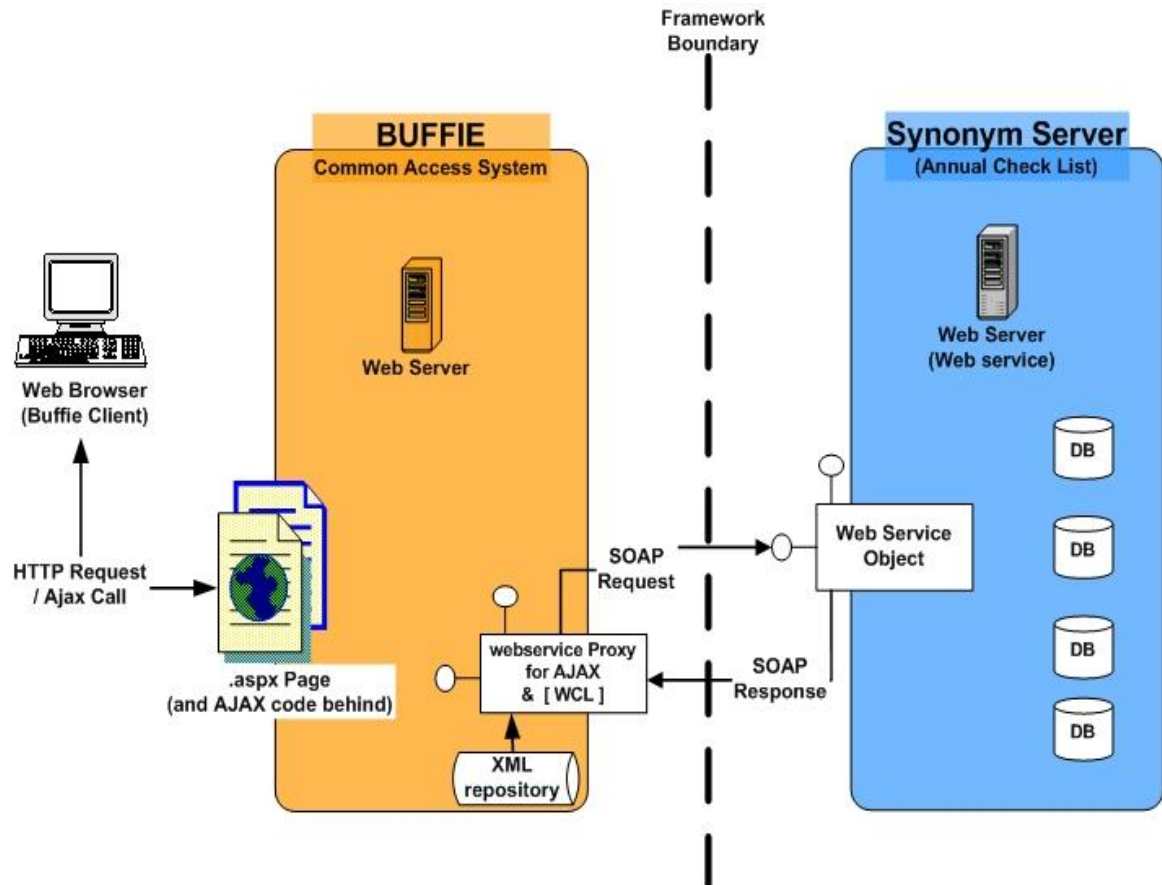 Framework
Boundary
BUFFIE
Common Access System
Synonym Server
(Annual Check List)
Web Server
Web Server
(Web service)
Web Browser
(Buffie Client)
DB
DB
DB
DB
Web Service
Object
SOAP
Request
HTTP Request
/ Ajax Call
webservice Proxy
for AJAX
& [ WCL ]
SOAP
Response
.aspx Page
(and AJAX code behind)
XML
repository